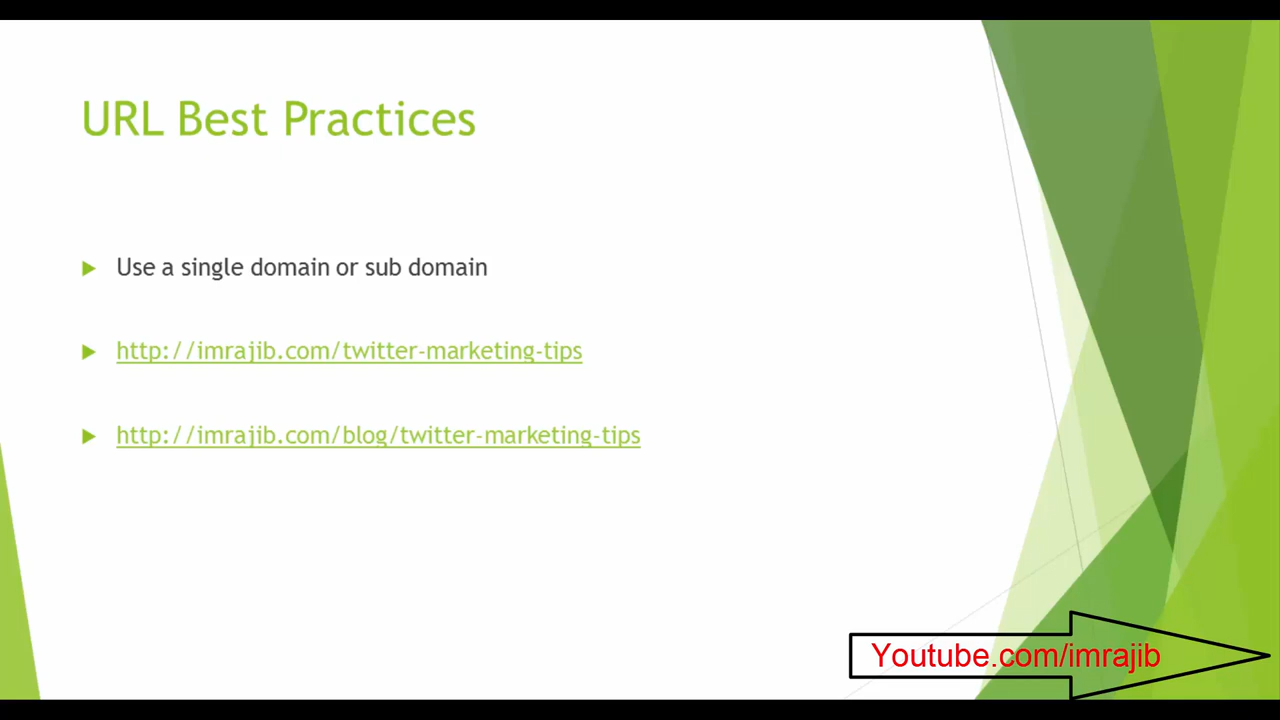 URL Best Practices
Use a single domain or sub domain
http://imrajib.com/twitter-marketing-tips
http://imrajib.com/blog/twitter-marketing-tips
Youtube.com/imrajib